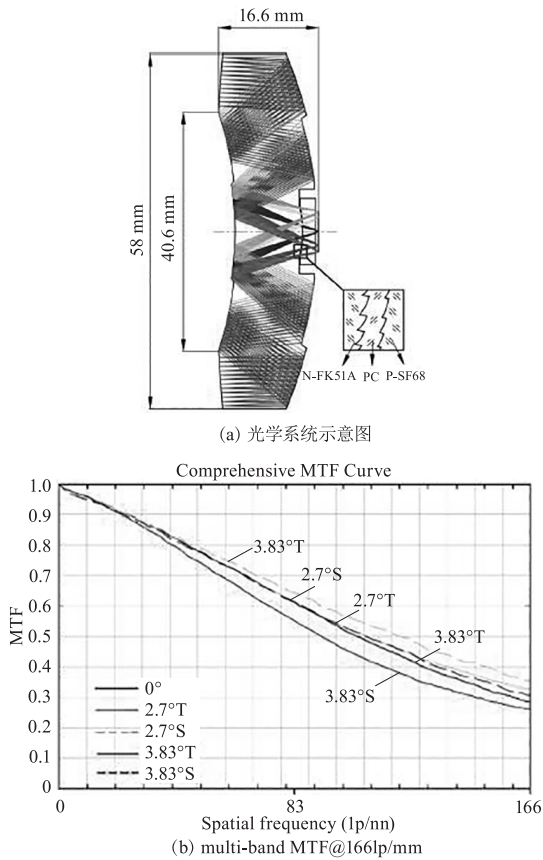 16.6 mm
58 mm
40.6 mm
N-FK51A PC P-SF68
(a) 光学系统示意图
Comprehensive MTF Curve
1.0
0.9
0.8
0.7
0.6
0.5
0.4
0.3
0.2
0.1
0
MTF
3.83°T
2.7°S
2.7°T
3.83°T
3.83°S
0°
2.7°T
2.7°S
3.83°T
3.83°S
0 83 166
Spatial frequency (1p/nn)
(b) multi-band MTF@166lp/mm